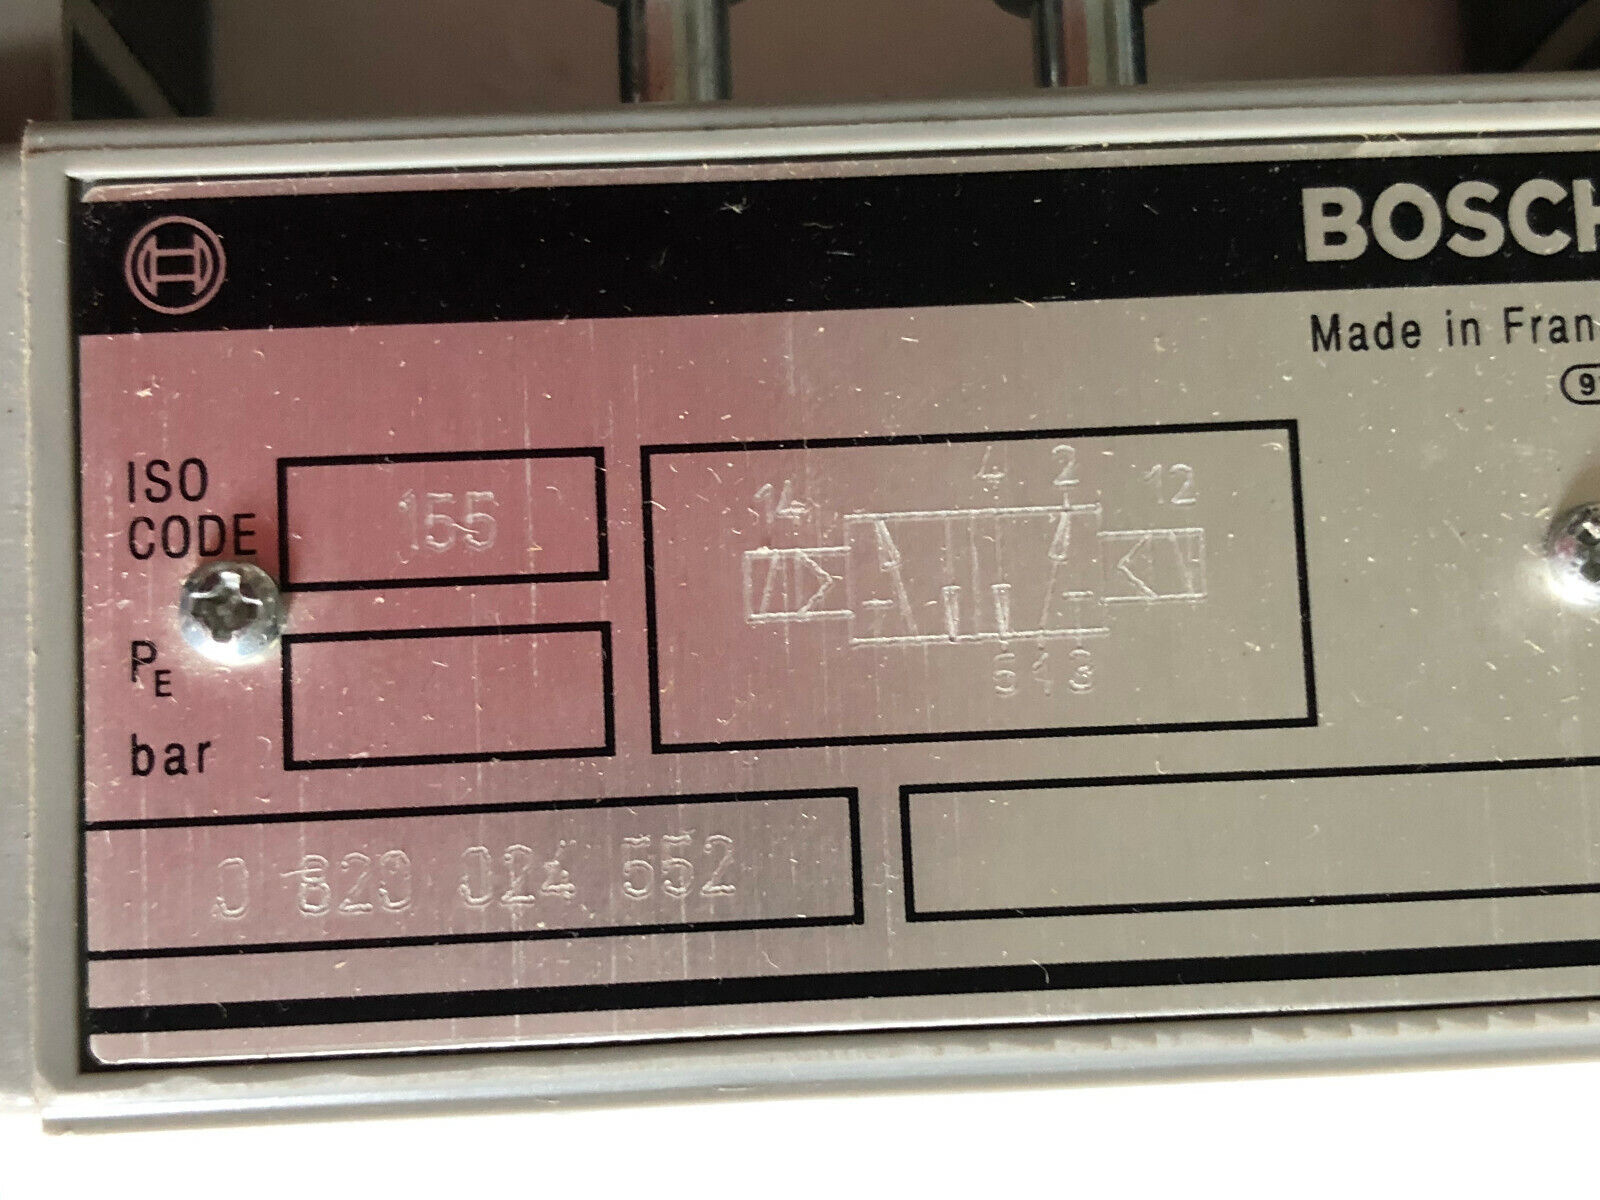 BOSCH
Made in Fran
9
ISO
CODE
155
14 4 2 12
5 1 3
PE
bar
0 820 024 552